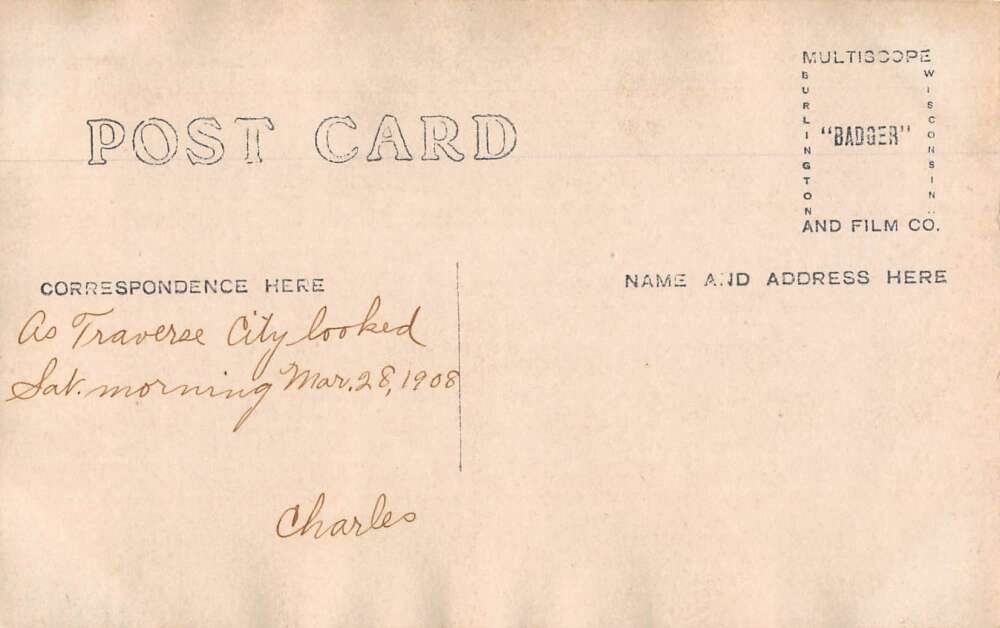 MULTISCOPE
BURLINGTON
WISCONSIN..
"BADGER"
AND FILM CO.
POST CARD
CORRESPONDENCE HERE
NAME AND ADDRESS HERE
As Traverse City looked
Sat. morning Mar. 28, 1908
Charles